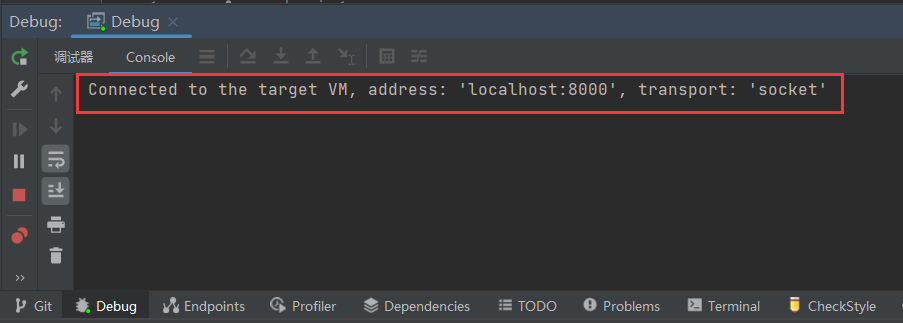 Debug: Debug
调试器 Console
Connected to the target VM, address: 'localhost:8000', transport: 'socket'
Git Debug Endpoints Profiler Dependencies TODO Problems Terminal CheckStyle